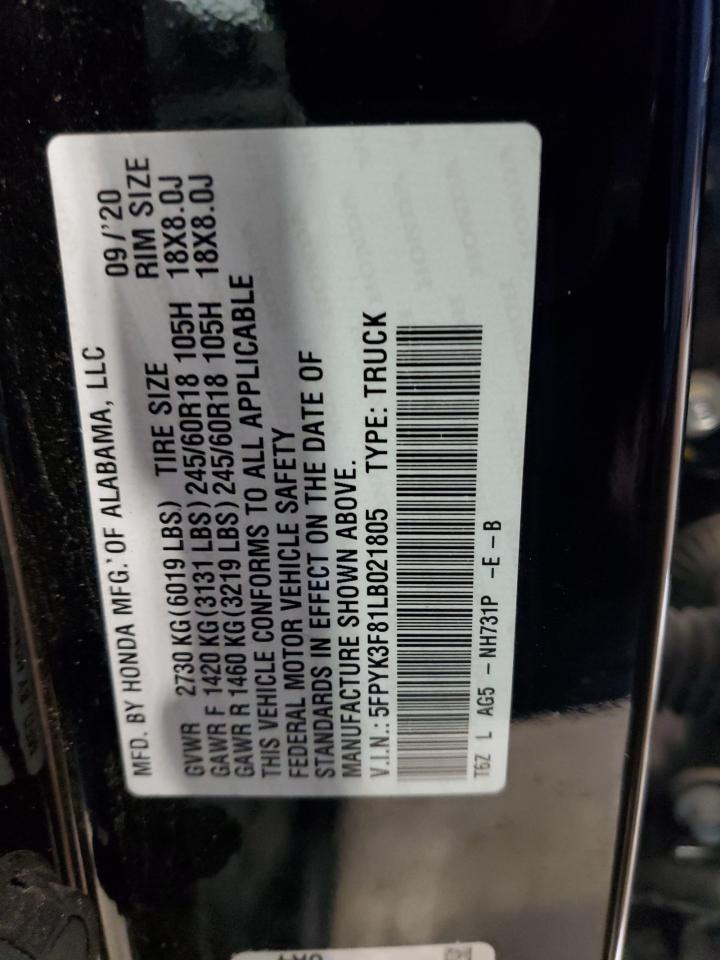 MFD. BY HONDA MFG. OF ALABAMA, LLC 09/'20
GVWR 2730 KG(6019 LBS) TIRE SIZE RIM SIZE
GAWR F 1420 KG(3131 LBS) 245/60R18 105H 18X8.0J
GAWR R 1460 KG(3219 LBS) 245/60R18 105H 18X8.0J
THIS VEHICLE CONFORMS TO ALL APPLICABLE
FEDERAL MOTOR VEHICLE SAFETY
STANDARDS IN EFFECT ON THE DATE OF
MANUFACTURE SHOWN ABOVE.
V.I.N.: 5FPYK3F81LB021805 TYPE: TRUCK
T6Z L AG5 - NH731P -E -B